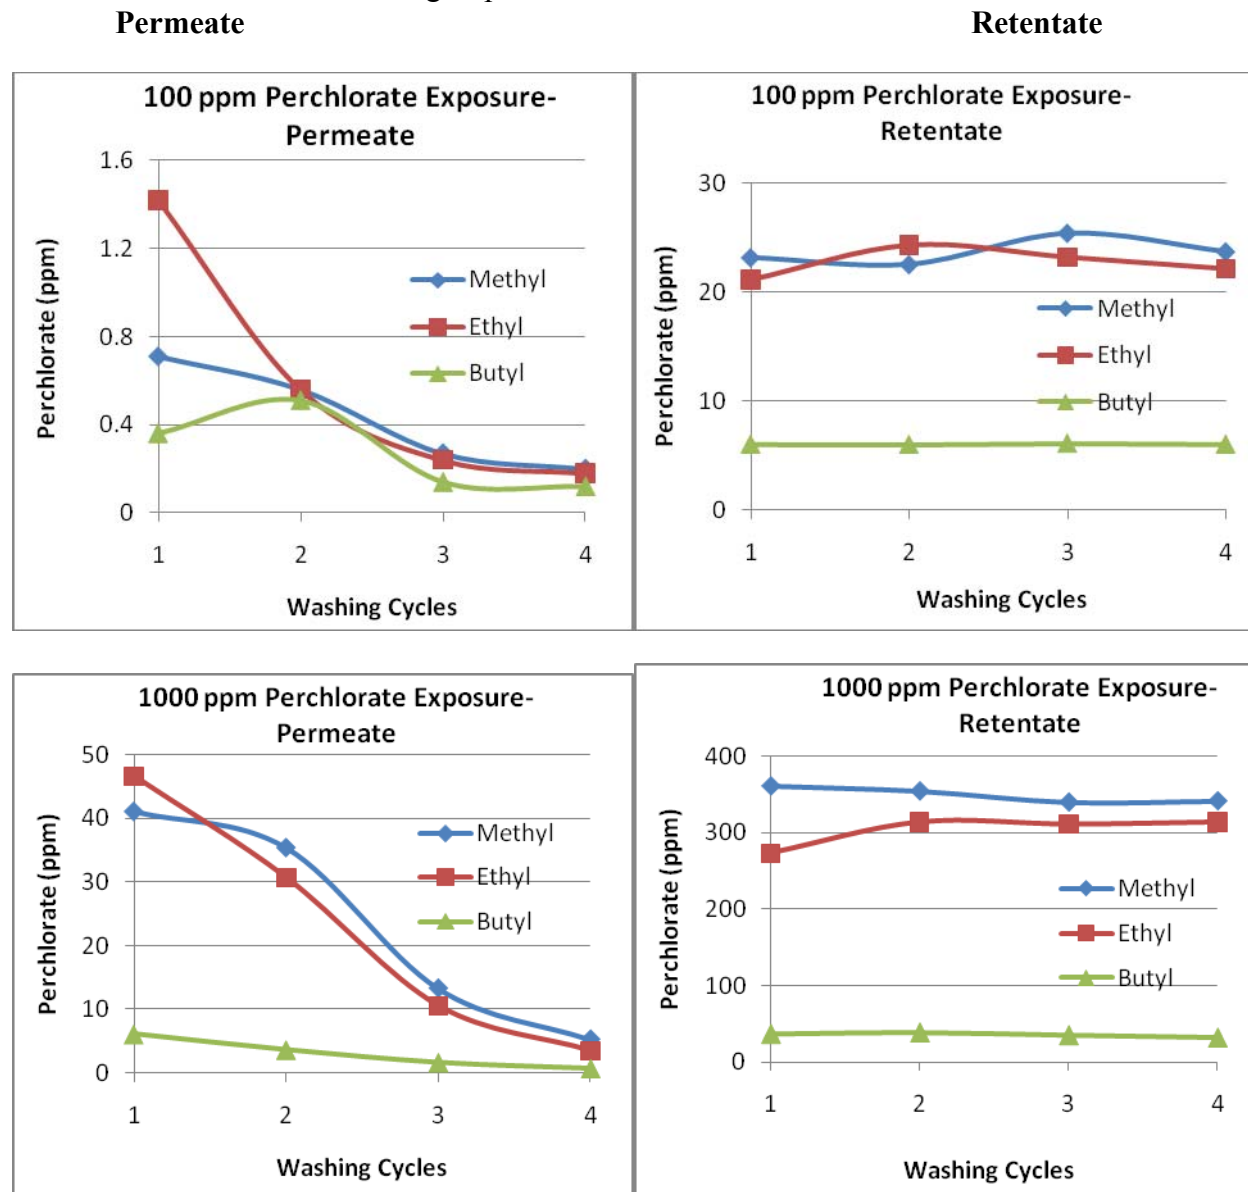 Permeate
Retentate
100 ppm Perchlorate Exposure-
Permeate
1.6
1.2
0.8
0.4
0
Perchlorate (ppm)
Methyl
Ethyl
Butyl
1 2 3 4
Washing Cycles
100 ppm Perchlorate Exposure-
Retentate
30
20
10
0
Perchlorate (ppm)
Methyl
Ethyl
Butyl
1 2 3 4
Washing Cycles
1000 ppm Perchlorate Exposure-
Permeate
50
40
30
20
10
0
Perchlorate (ppm)
Methyl
Ethyl
Butyl
1 2 3 4
Washing Cycles
1000 ppm Perchlorate Exposure-
Retentate
400
300
200
100
0
Perchlorate (ppm)
Methyl
Ethyl
Butyl
1 2 3 4
Washing Cycles